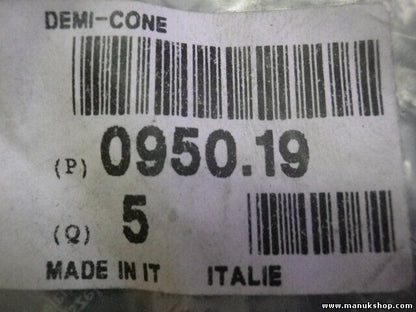 DEMI-CONE
(P) 0950.19
(Q) 5
MADE IN IT ITALIE
www.manukshop.com